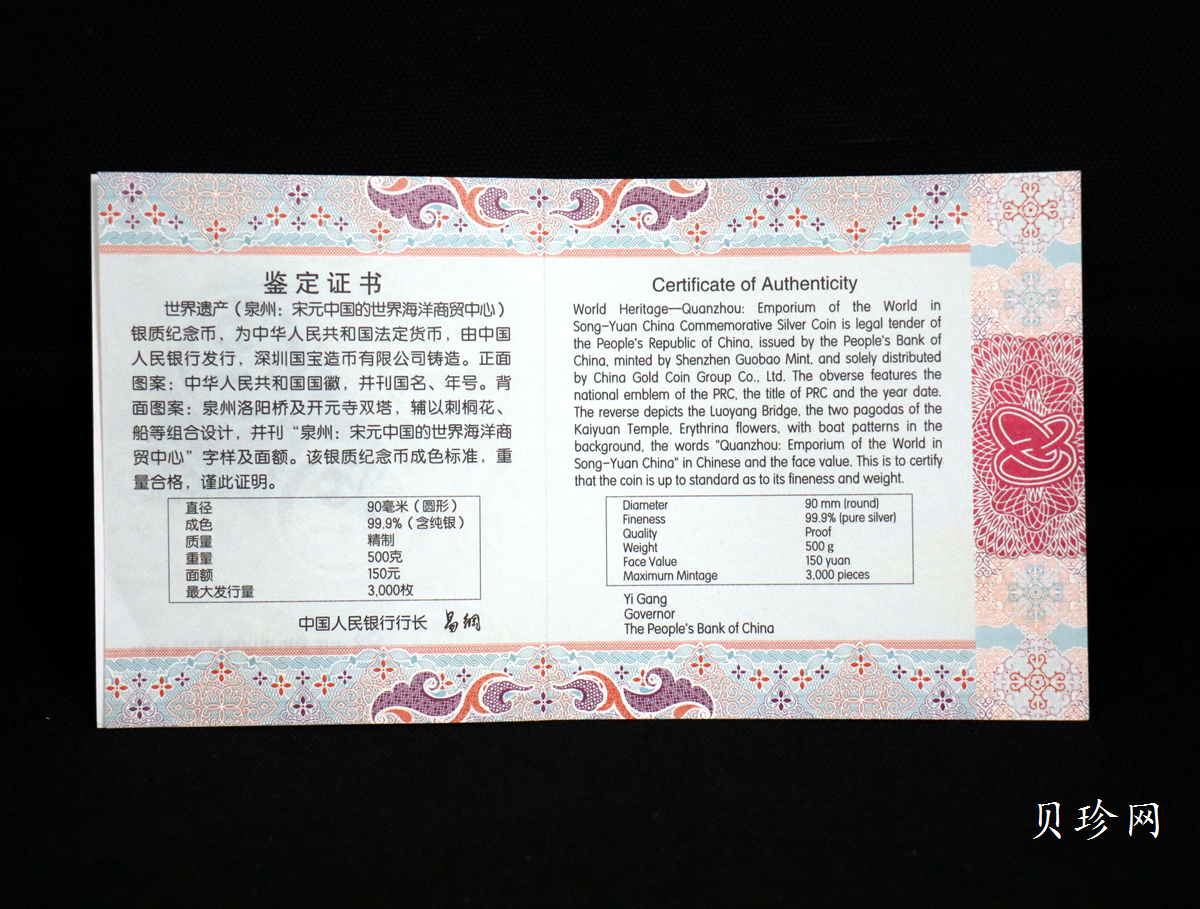 鉴定证书
世界遗产（泉州：宋元中国的世界海洋商贸中心）
银质纪念币，为中华人民共和国法定货币，由中国
人民银行发行，深圳国宝造币有限公司铸造。正面
图案：中华人民共和国国徽，并刊国名、年号。背
面图案：泉州洛阳桥及开元寺双塔，辅以刺桐花、
船等组合设计，并刊“泉州：宋元中国的世界海洋商
贸中心”字样及面额。该银质纪念币成色标准，重
量合格，谨此证明。
直径 90毫米（圆形）
成色 99.9%（含纯银）
质量 精制
重量 500克
面额 150元
最大发行量 3,000枚
中国人民银行行长 易纲
Certificate of Authenticity
World Heritage—Quanzhou: Emporium of the World in
Song-Yuan China Commemorative Silver Coin is legal tender of
the People's Republic of China, issued by the People's Bank of
China, minted by Shenzhen Guobao Mint, and solely distributed
by China Gold Coin Group Co., Ltd. The obverse features the
national emblem of the PRC, the title of PRC and the year date.
The reverse depicts the Luoyang Bridge, the two pagodas of the
Kaiyuan Temple, Erythrina flowers, with boat patterns in the
background, the words "Quanzhou: Emporium of the World in
Song-Yuan China" in Chinese and the face value. This is to certify
that the coin is up to standard as to its fineness and weight.
Diameter 90 mm (round)
Fineness 99.9% (pure silver)
Quality Proof
Weight 500 g
Face Value 150 yuan
Maximum Mintage 3,000 pieces
Yi Gang
Governor
The People's Bank of China
贝珍网